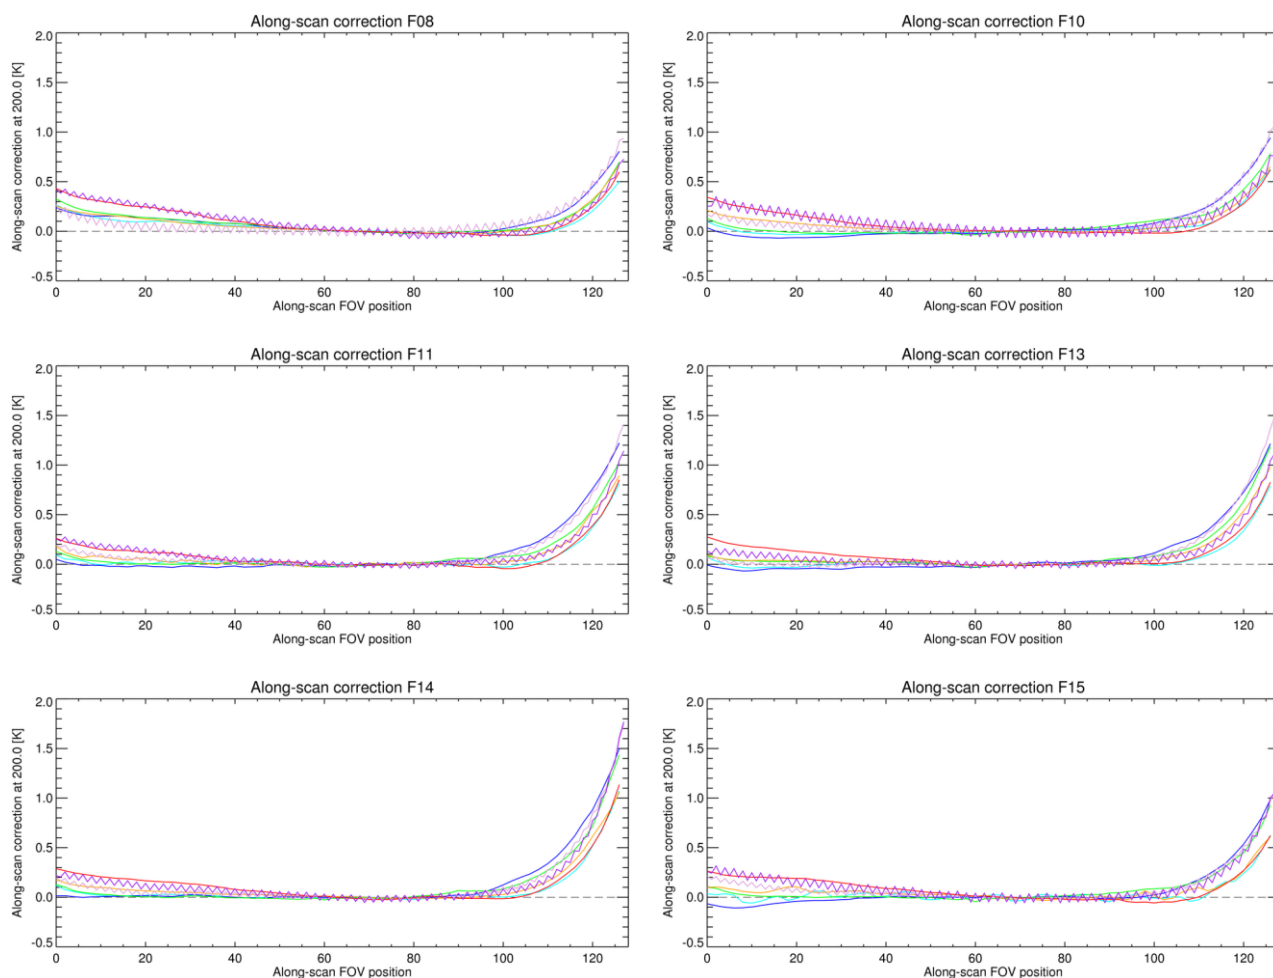 Along-scan correction F08
Along-scan correction at 200.0 [K]
2.0
1.5
1.0
0.5
0.0
-0.5
0 20 40 60 80 100 120
Along-scan FOV position
Along-scan correction F10
Along-scan correction at 200.0 [K]
2.0
1.5
1.0
0.5
0.0
-0.5
0 20 40 60 80 100 120
Along-scan FOV position
Along-scan correction F11
Along-scan correction at 200.0 [K]
2.0
1.5
1.0
0.5
0.0
-0.5
0 20 40 60 80 100 120
Along-scan FOV position
Along-scan correction F13
Along-scan correction at 200.0 [K]
2.0
1.5
1.0
0.5
0.0
-0.5
0 20 40 60 80 100 120
Along-scan FOV position
Along-scan correction F14
Along-scan correction at 200.0 [K]
2.0
1.5
1.0
0.5
0.0
-0.5
0 20 40 60 80 100 120
Along-scan FOV position
Along-scan correction F15
Along-scan correction at 200.0 [K]
2.0
1.5
1.0
0.5
0.0
-0.5
0 20 40 60 80 100 120
Along-scan FOV position